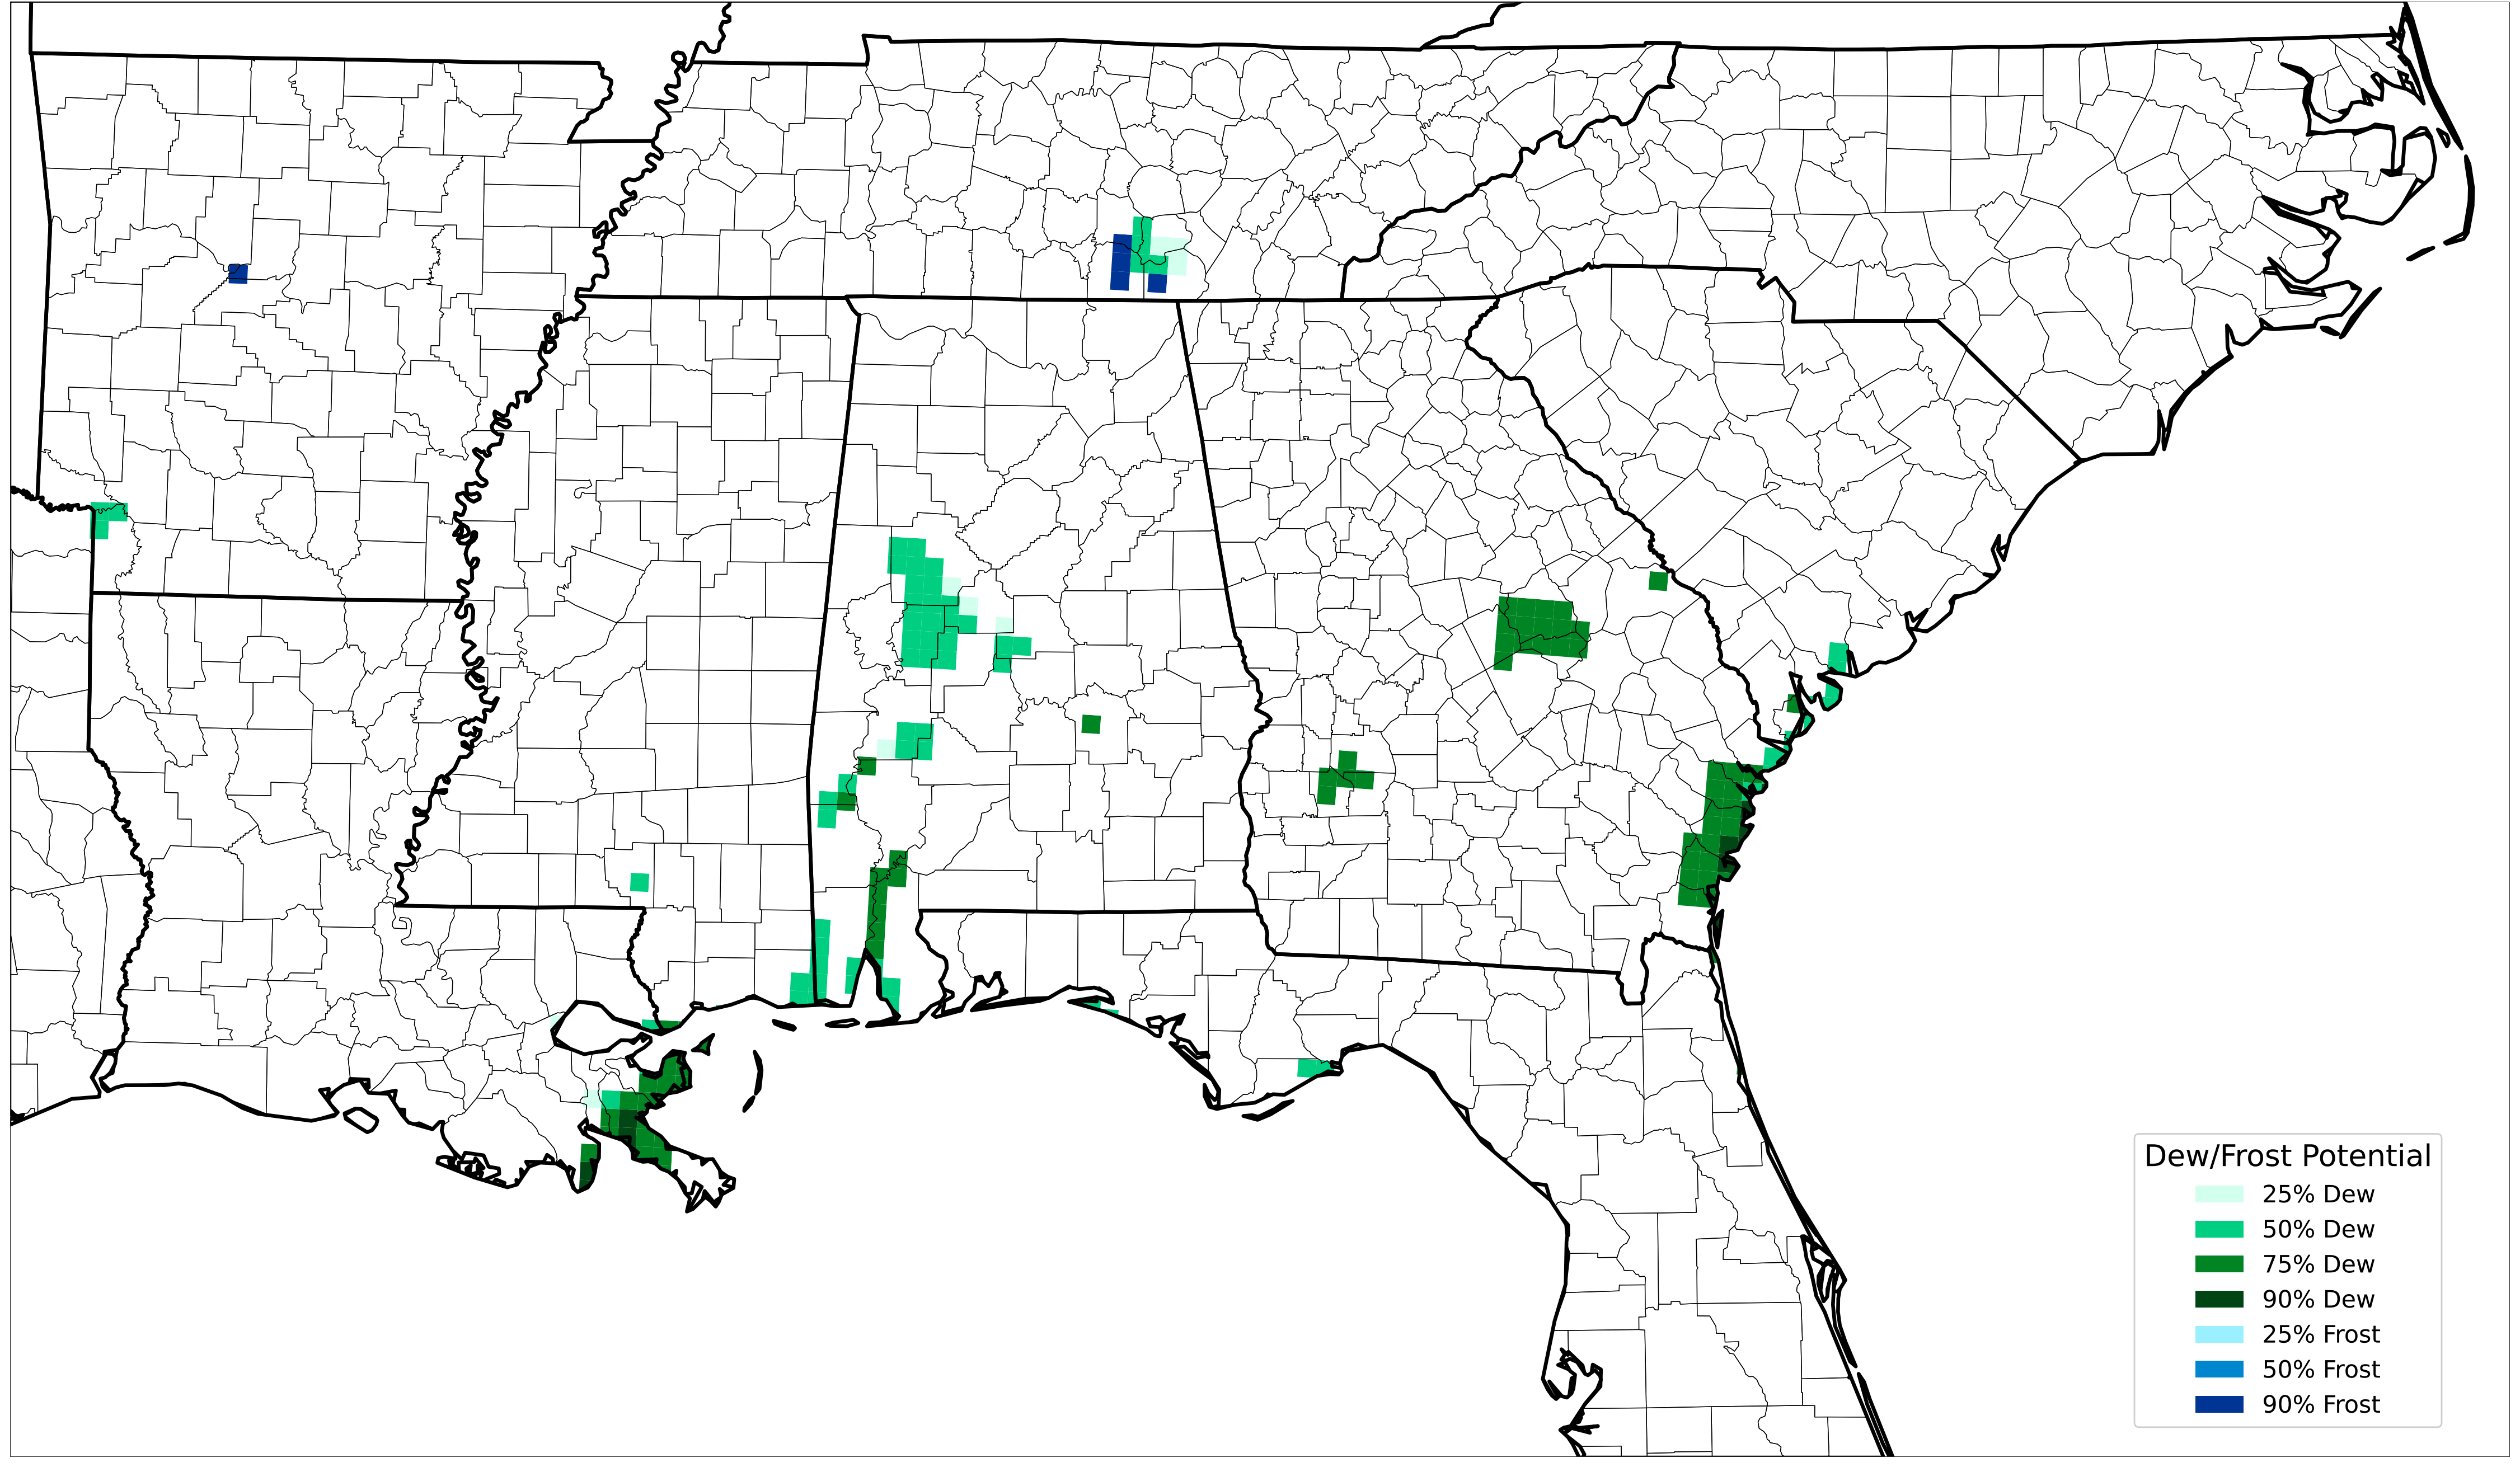 Dew/Frost Potential
25% Dew
50% Dew
75% Dew
90% Dew
25% Frost
50% Frost
90% Frost